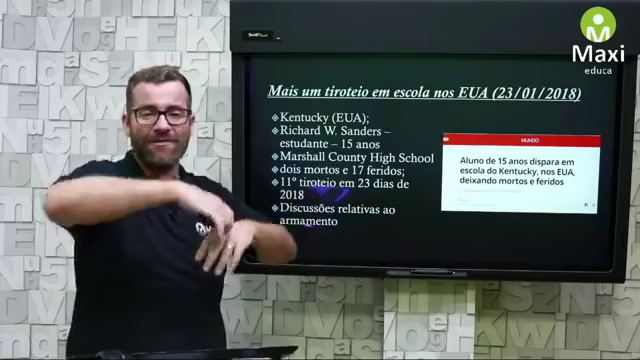 Maxi
educa
Mais um tiroteio em escola nos EUA (23/01/2018)
Kentucky (EUA);
Richard W. Sanders –
estudante – 15 anos
Marshall County High School
dois mortos e 17 feridos;
11º tiroteio em 23 dias de
2018
Discussões relativas ao
armamento
MUNDO
Aluno de 15 anos dispara em
escola do Kentucky, nos EUA,
deixando mortos e feridos